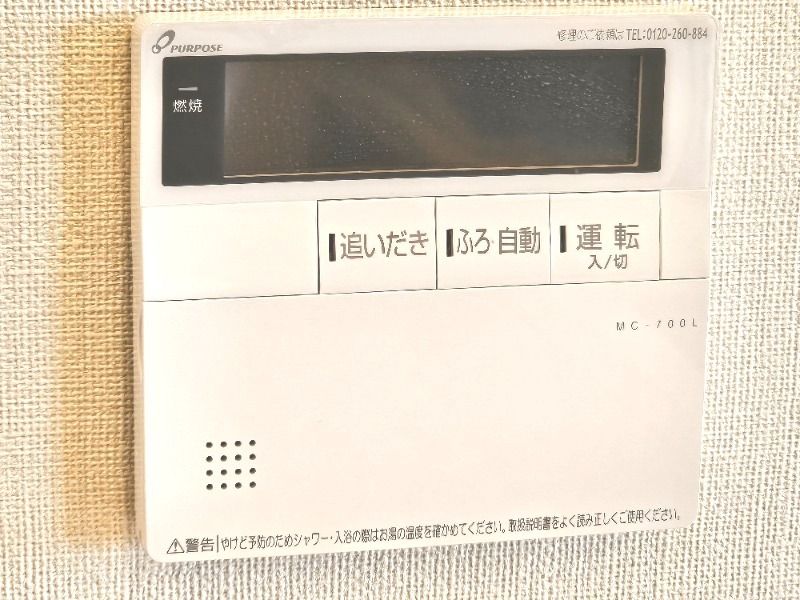 PURPOSE
修理のご依頼は TEL:0120-260-884
燃焼
追いだき
ふろ自動
運転
入/切
MC-700L
警告 やけど予防のためシャワー・入浴の際はお湯の温度を確かめてください。取扱説明書をよく読み正しくご使用ください。